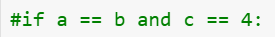 #if a == b and c == 4: